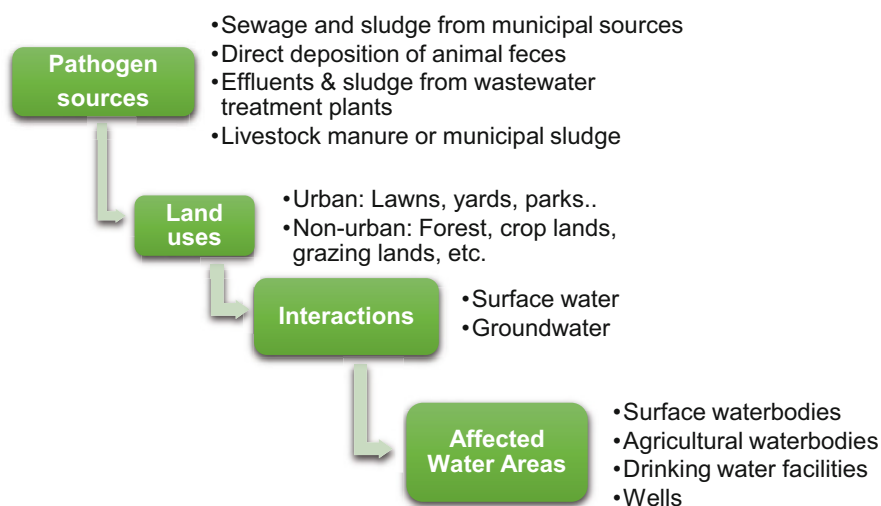 Pathogen
sources
•Sewage and sludge from municipal sources
•Direct deposition of animal feces
•Effluents & sludge from wastewater
treatment plants
•Livestock manure or municipal sludge
Land
uses
•Urban: Lawns, yards, parks..
•Non-urban: Forest, crop lands,
grazing lands, etc.
Interactions
•Surface water
•Groundwater
Affected
Water Areas
•Surface waterbodies
•Agricultural waterbodies
•Drinking water facilities
•Wells